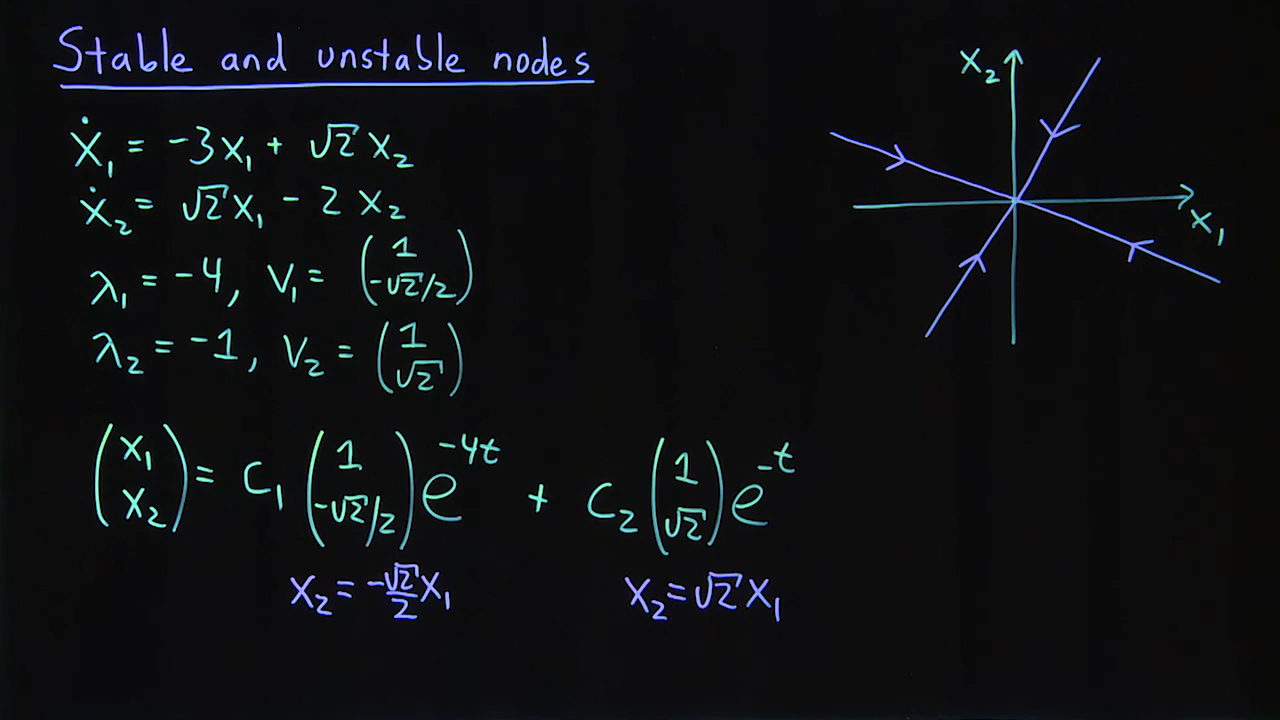 Stable and unstable nodes
ẋ₁ = -3x₁ + √2 x₂
ẋ₂ = √2 x₁ - 2 x₂
λ₁ = -4, v₁ = (1 -√2/2)
λ₂ = -1, v₂ = (1 √2)
(x₁ x₂) = c₁ (1 -√2/2) e^-4t + c₂ (1 √2) e^-t
x₂ = -√2/2 x₁
x₂ = √2 x₁
x₂
x₁